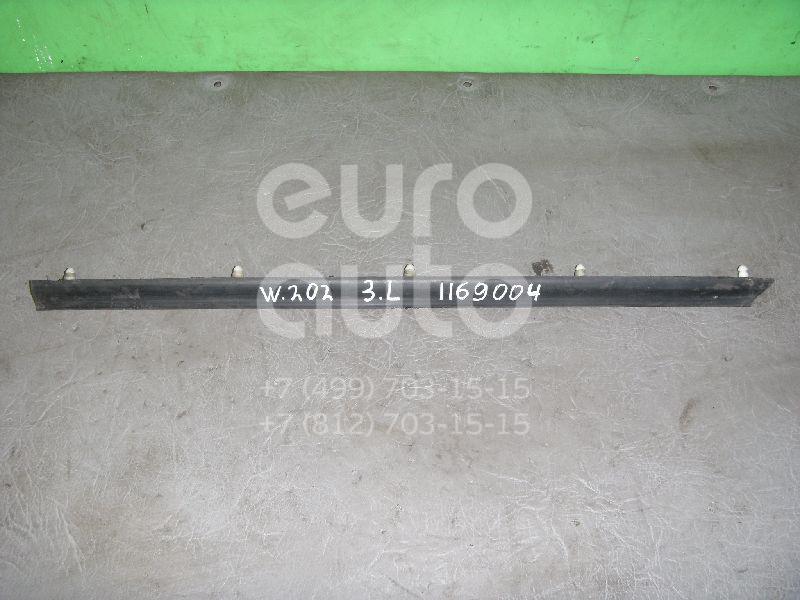 euro
auto
W.202 3.L 1169004
+7 (499) 703-15-15
+7 (812) 703-15-15